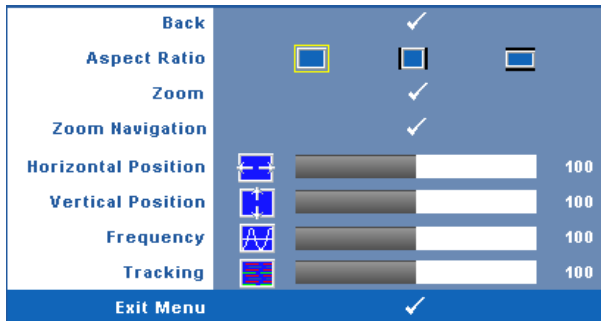 Back
Aspect Ratio
Zoom
Zoom Navigation
Horizontal Position 100
Vertical Position 100
Frequency 100
Tracking 100
Exit Menu